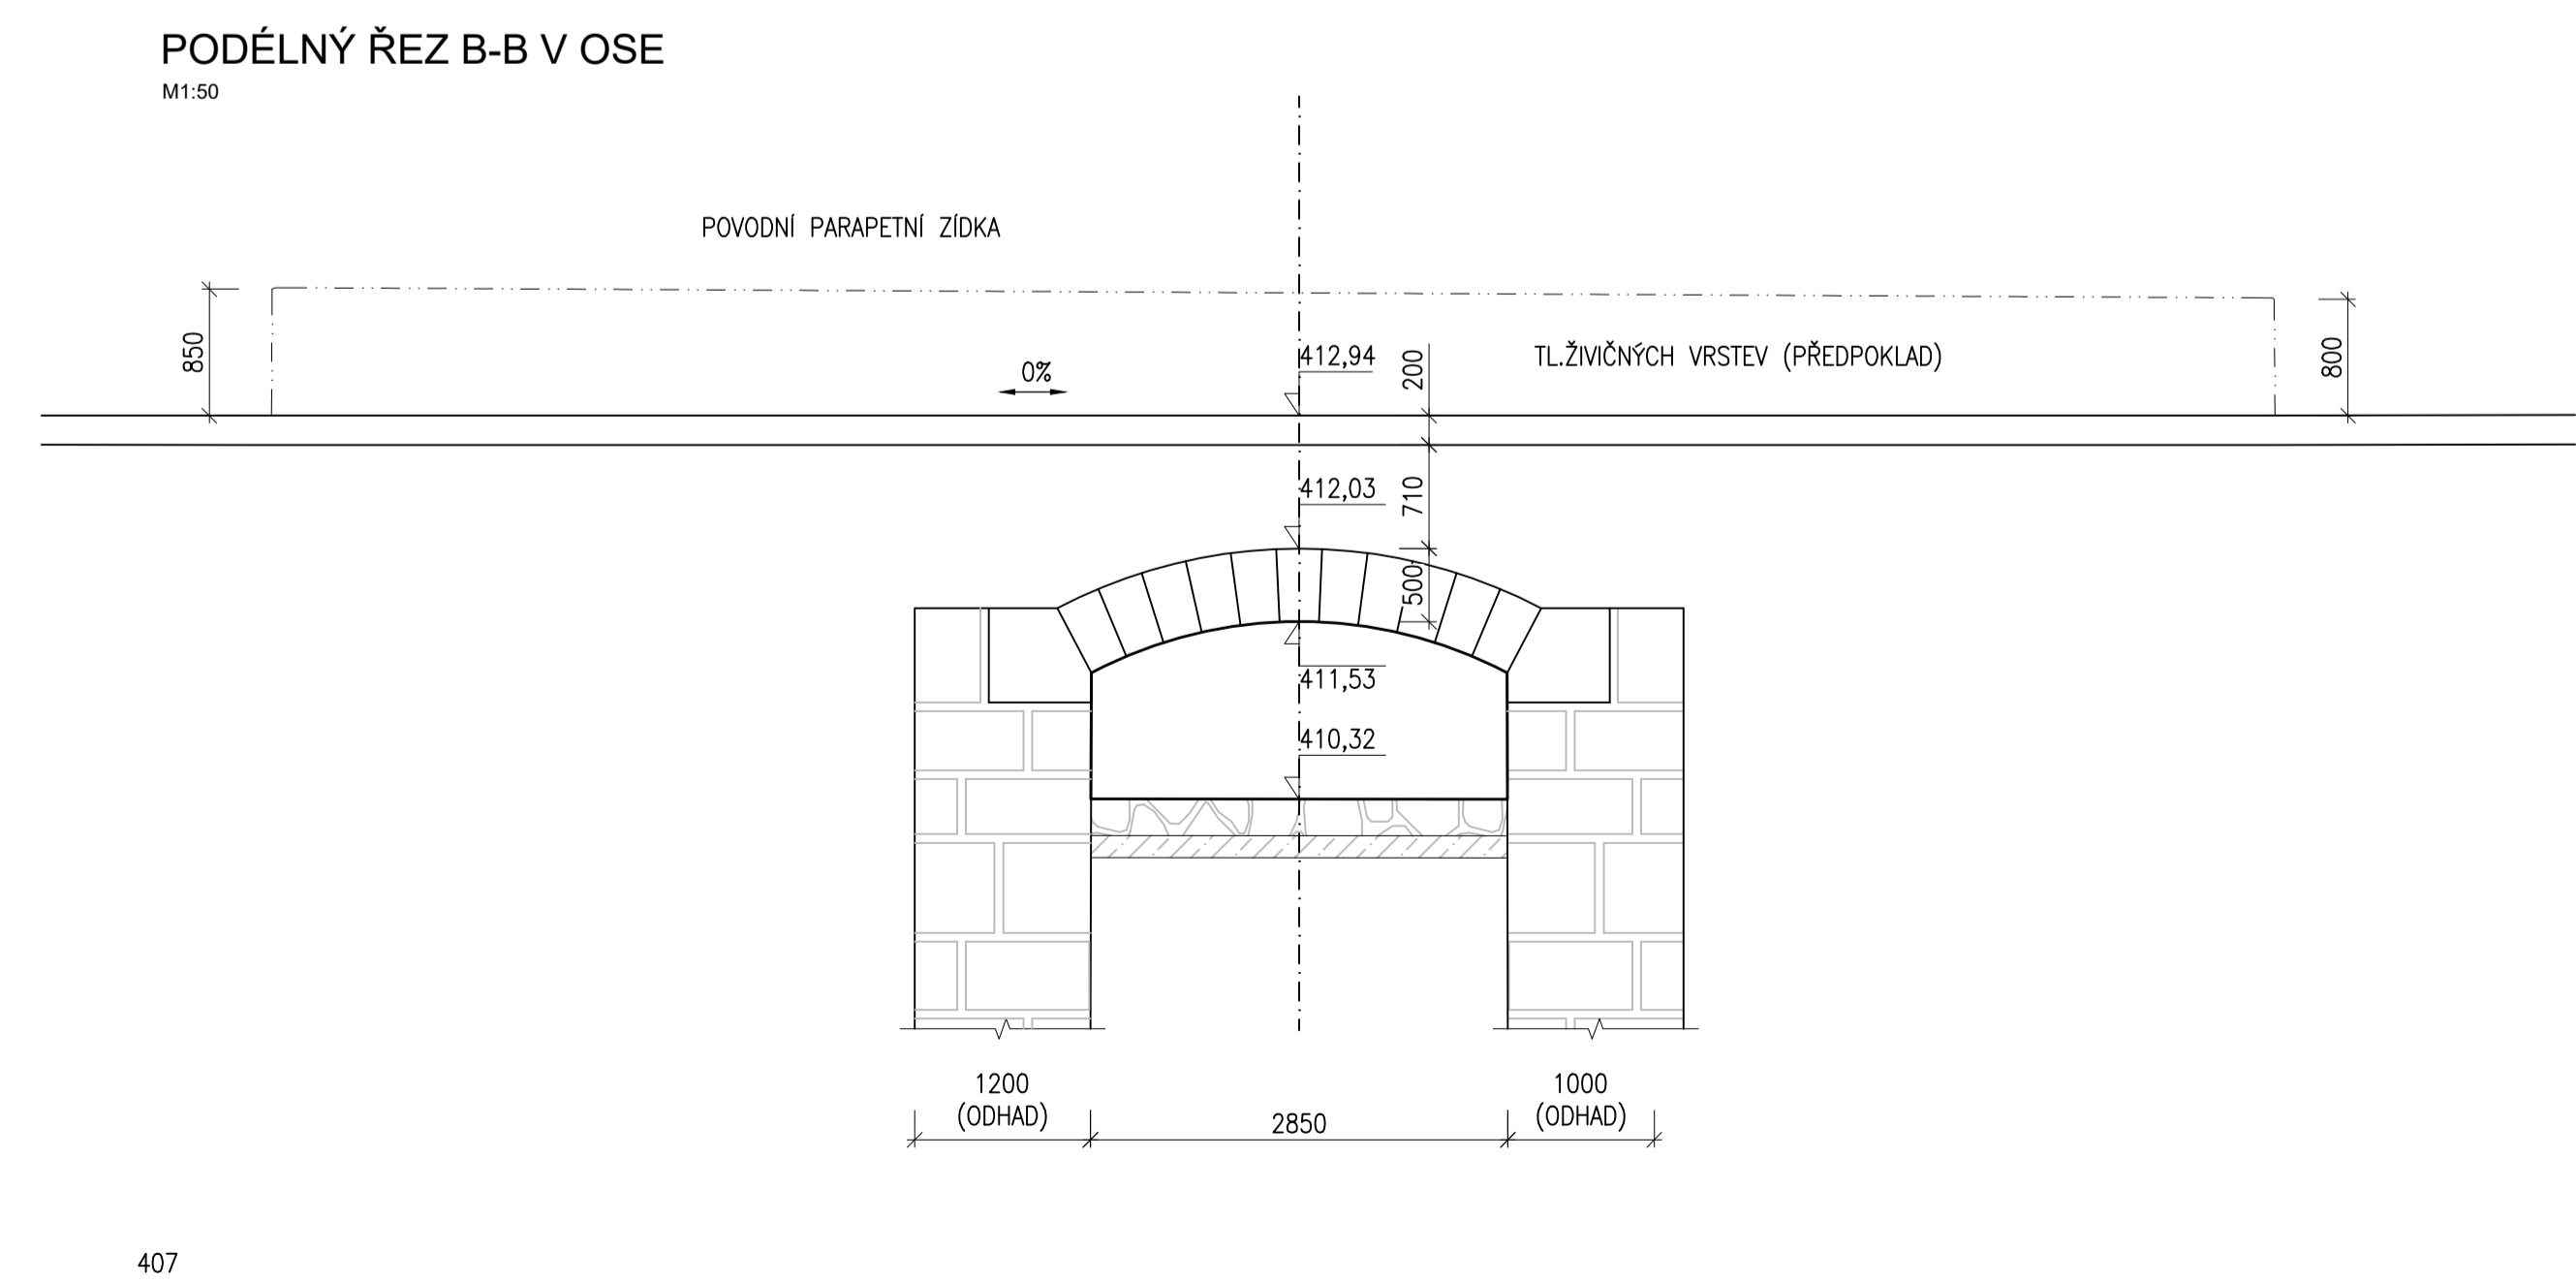 PODÉLNÝ ŘEZ B-B V OSE
M1:50
POVODNÍ PARAPETNÍ ZÍDKA
850
0%
412,94
200
TL.ŽIVIČNÝCH VRSTEV (PŘEDPOKLAD)
800
412,03
710
500
411,53
410,32
1200
(ODHAD)
2850
1000
(ODHAD)
407